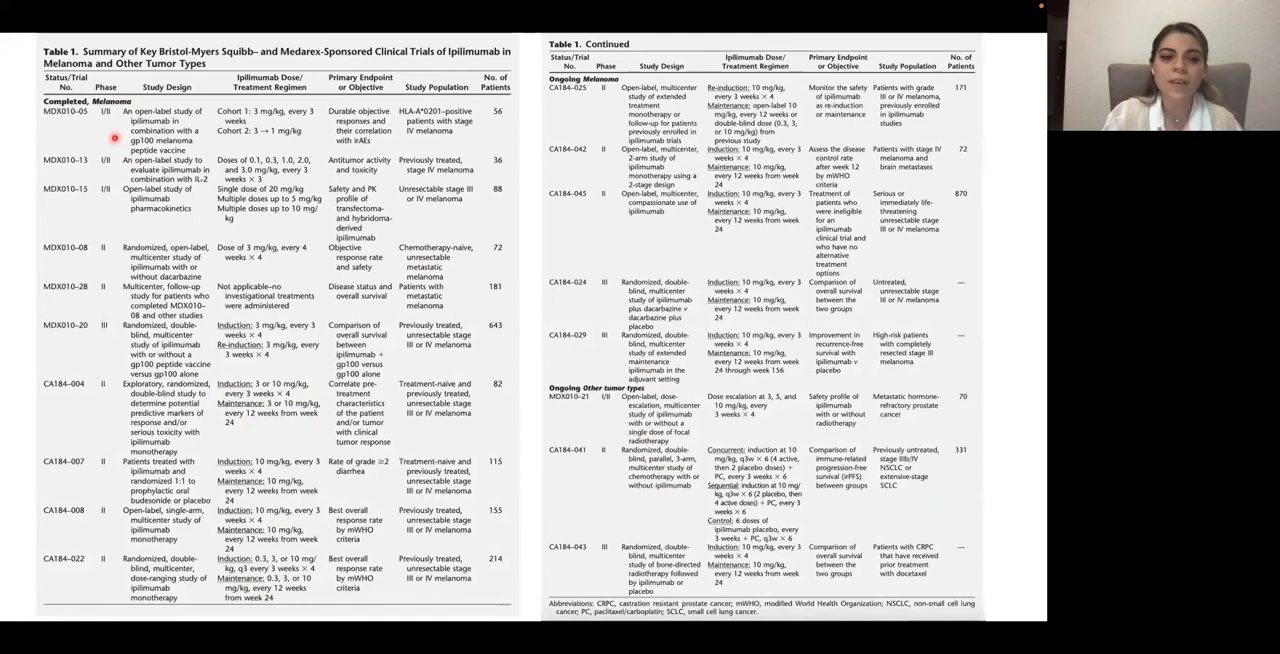 Table 1. Summary of Key Bristol-Myers Squibb– and Medarex-Sponsored Clinical Trials of Ipilimumab in
Melanoma and Other Tumor Types
Status/Trial No. Phase Study Design Ipilimumab Dose/ Treatment Regimen Primary Endpoint or Objective Study Population No. of Patients
Completed, Melanoma
MDX010–05 I/II An open-label study of Cohort 1: 3 mg/kg, every 3 Durable objective HLA-A*0201–positive 56
ipilimumab in weeks responses and patients with stage
combination with a Cohort 2: 3 → 1 mg/kg their correlation IV melanoma
gp100 melanoma with irAEs
peptide vaccine
MDX010–13 I/II An open-label study to Doses of 0.1, 0.3, 1.0, 2.0, Antitumor activity Previously treated, 36
evaluate ipilimumab in and 3.0 mg/kg, every 3 and toxicity stage IV melanoma
combination with IL-2 weeks × 3
MDX010–15 I/II Open-label study of Single dose of 20 mg/kg Safety and PK Unresectable stage III 88
ipilimumab Multiple doses up to 5 mg/kg profile of or IV melanoma
pharmacokinetics Multiple doses up to 10 mg/ transfectoma-
kg and hybridoma-
derived
ipilimumab
MDX010–08 II Randomized, open-label, Dose of 3 mg/kg, every 4 Objective Chemotherapy-naïve, 72
multicenter study of weeks × 4 response rate unresectable
ipilimumab with or and safety metastatic
without dacarbazine melanoma
MDX010–28 II Multicenter, follow-up Not applicable–no Disease status and Patients with 181
study for patients who investigational treatments overall survival metastatic
completed MDX010– were administered melanoma
08 and other studies
MDX010–20 III Randomized, double- Induction: 3 mg/kg, every 3 Comparison of Previously treated, 643
blind, multicenter weeks × 4 overall survival unresectable stage
study of ipilimumab Re-induction: 3 mg/kg, every between III or IV melanoma
with or without a 3 weeks × 4 ipilimumab +
gp100 peptide vaccine gp100 versus
versus gp100 alone gp100 alone
CA184–004 II Exploratory, randomized, Induction: 3 or 10 mg/kg, Correlate pre- Treatment-naïve and 82
double-blind study to every 3 weeks × 4 treatment previously treated,
determine potential Maintenance: 3 or 10 mg/kg, characteristics unresectable stage
predictive markers of every 12 weeks from week of the patient III or IV melanoma
response and/or 24 and/or tumor
serious toxicity with with clinical
ipilimumab tumor response
monotherapy
CA184–007 II Patients treated with Induction: 10 mg/kg, every 3 Rate of grade ≥2 Treatment-naive and 115
ipilimumab and weeks × 4 diarrhea previously treated,
randomized 1:1 to Maintenance: 10 mg/kg, unresectable stage
prophylactic oral every 12 weeks from week III or IV melanoma
budesonide or placebo 24
CA184–008 II Open-label, single-arm, Induction: 10 mg/kg, every 3 Best overall Previously treated, 155
multicenter study of weeks × 4 response rate unresectable stage
ipilimumab Maintenance: 10 mg/kg, by mWHO III or IV melanoma
monotherapy every 12 weeks from week criteria
24
CA184–022 II Randomized, double- Induction: 0.3, 3, or 10 mg/ Best overall Previously treated, 214
blind, multicenter, kg, q3 every 3 weeks × 4 response rate unresectable stage
dose-ranging study of Maintenance: 0.3, 3, or 10 by mWHO III or IV melanoma
ipilimumab mg/kg, every 12 weeks criteria
monotherapy from week 24
Table 1. Continued
Status/Trial No. Phase Study Design Ipilimumab Dose/ Treatment Regimen Primary Endpoint or Objective Study Population No. of Patients
Ongoing Melanoma
CA184–025 II Open-label, multicenter Re-induction: 10 mg/kg, Monitor the safety Patients with grade 171
study of extended every 3 weeks × 4 of ipilimumab III or IV melanoma,
treatment Maintenance: open-label 10 as re-induction previously enrolled in
monotherapy or mg/kg, every 12 weeks or or maintenance ipilimumab
follow-up for patients double-blind dose (0.3, 3, studies
previously enrolled in or 10 mg/kg) from
ipilimumab trials previous study
CA184–042 II Open-label, multicenter, Induction: 10 mg/kg, every 3 Assess the disease Patients with stage IV 72
2-arm study of weeks × 4 control rate melanoma and
ipilimumab Maintenance: 10 mg/kg, after week 12 brain metastases
monotherapy using a every 12 weeks from week by mWHO
2-stage design 24 criteria
CA184–045 II Open-label, multicenter, Induction: 10 mg/kg, every 3 Treatment of Serious or 870
compassionate use of weeks × 4 patients who immediately life-
ipilimumab Maintenance: 10 mg/kg, were ineligible threatening
every 12 weeks from week for an unresectable stage
24 ipilimumab III or IV melanoma
clinical trial and
who have no
alternative
treatment
options
CA184–024 III Randomized, double- Induction: 10 mg/kg, every 3 Comparison of Untreated, —
blind, multicenter weeks × 4 overall survival unresectable stage
study of ipilimumab Maintenance: 10 mg/kg, between the III or IV melanoma
plus dacarbazine v every 12 weeks from week two groups
dacarbazine plus 24
placebo
CA184–029 III Randomized, double- Induction: 10 mg/kg, every 3 Improvement in High-risk patients —
blind, multicenter weeks × 4 recurrence-free with completely
study of extended Maintenance: 10 mg/kg, survival with resected stage III
maintenance every 12 weeks from week ipilimumab v melanoma
ipilimumab in the 24 through week 156 placebo
adjuvant setting
Ongoing Other tumor types
MDX010–21 I/II Open-label, dose- Dose escalation at 3, 5, and Safety profile of Metastatic hormone- 70
escalation, multicenter 10 mg/kg, every ipilimumab refractory prostate
study of ipilimumab 3 weeks × 4 with or without cancer
with or without a radiotherapy
single dose of focal
radiotherapy
CA184–041 II Randomized, double- Concurrent: induction at 10 Comparison of Previously untreated, 331
blind, parallel, 3-arm, mg/kg, q3w × 6 (4 active, immune-related stage IIIb/IV
multicenter study of then 2 placebo doses) + progression-free NSCLC or
chemotherapy with or PC, every 3 weeks × 6 survival (irPFS) extensive-stage
without ipilimumab Sequential: induction at 10 mg/ between groups SCLC
kg, q3w × 6 (2 placebo, then
4 active doses) + PC, every 3
weeks × 6
Control: 6 doses of
ipilimumab placebo, every
3 weeks + PC, q3w × 6
CA184–043 III Randomized, double- Induction: 10 mg/kg, every 3 Comparison of Patients with CRPC —
blind, multicenter weeks × 4 overall survival that have received
study of bone-directed Maintenance: 10 mg/kg, between the prior treatment
radiotherapy followed every 12 weeks from week two groups with docetaxel
by ipilimumab or 24
placebo
Abbreviations: CRPC, castration resistant prostate cancer; mWHO, modified World Health Organization; NSCLC, non-small cell lung
cancer; PC, paclitaxel/carboplatin; SCLC, small cell lung cancer.